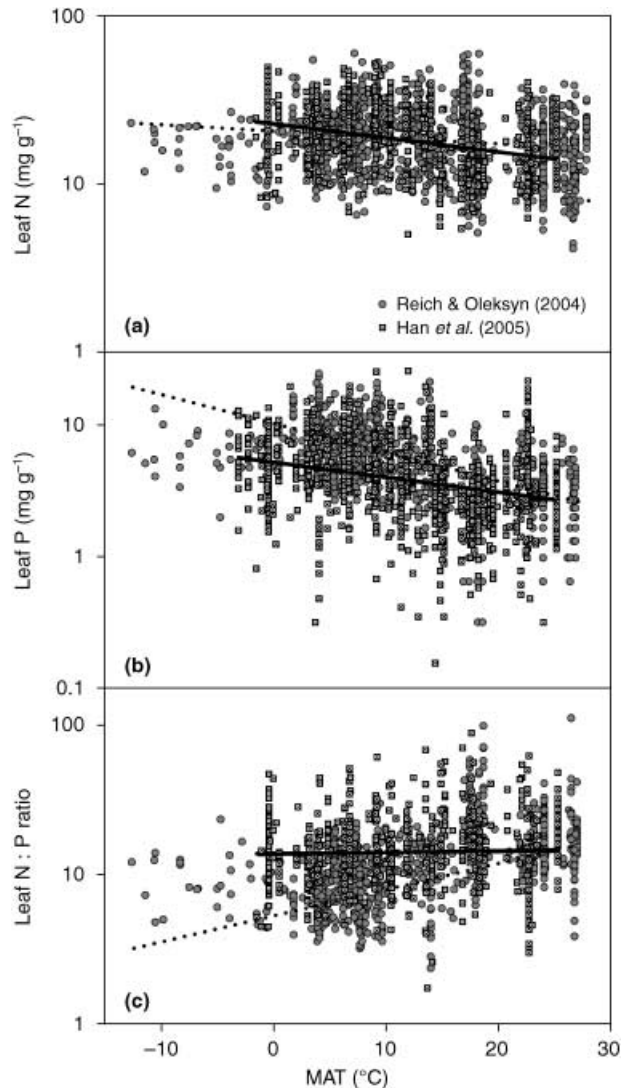 100
10
Leaf N (mg g⁻¹)
Reich & Oleksyn (2004)
Han et al. (2005)
(a)
1
10
Leaf P (mg g⁻¹)
1
(b)
0.1
100
Leaf N : P ratio
10
(c)
1
−10 0 10 20 30
MAT (°C)